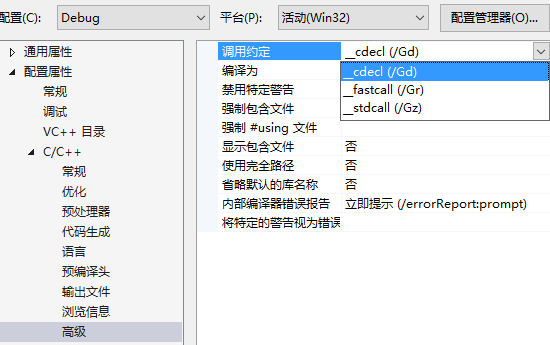 配置(C): Debug 平台(P): 活动(Win32) 配置管理器(O)...
通用属性
配置属性
常规
调试
VC++ 目录
C/C++
常规
优化
预处理器
代码生成
语言
预编译头
输出文件
浏览信息
高级
调用约定 __cdecl (/Gd)
编译为
禁用特定警告
强制包含文件
强制 #using 文件
__cdecl (/Gd)
__fastcall (/Gr)
__stdcall (/Gz)
显示包含文件 否
使用完全路径 否
省略默认的库名称 否
内部编译器错误报告 立即提示 (/errorReport:prompt)
将特定的警告视为错误